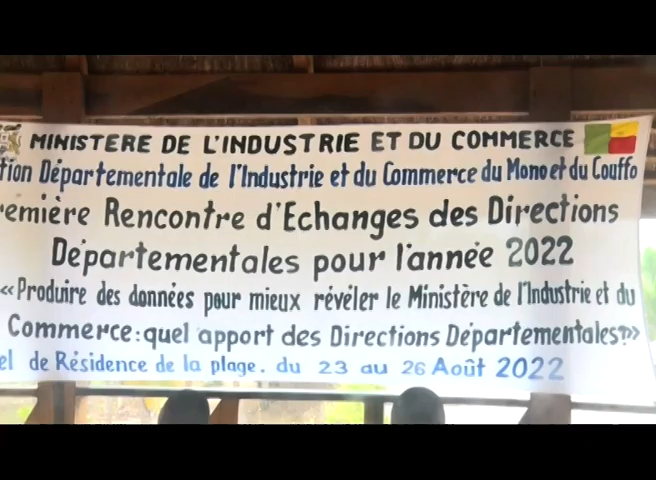 MINISTERE DE L'INDUSTRIE ET DU COMMERCE
tion Départementale de l'Industrie et du Commerce du Mono et du Couffo
remière Rencontre d'Echanges des Directions
Départementales pour l'année 2022
«Produire des données pour mieux révéler le Ministère de l'Industrie et du
Commerce: quel apport des Directions Départementales?»
el de Résidence de la plage. du 23 au 26 Août 2022